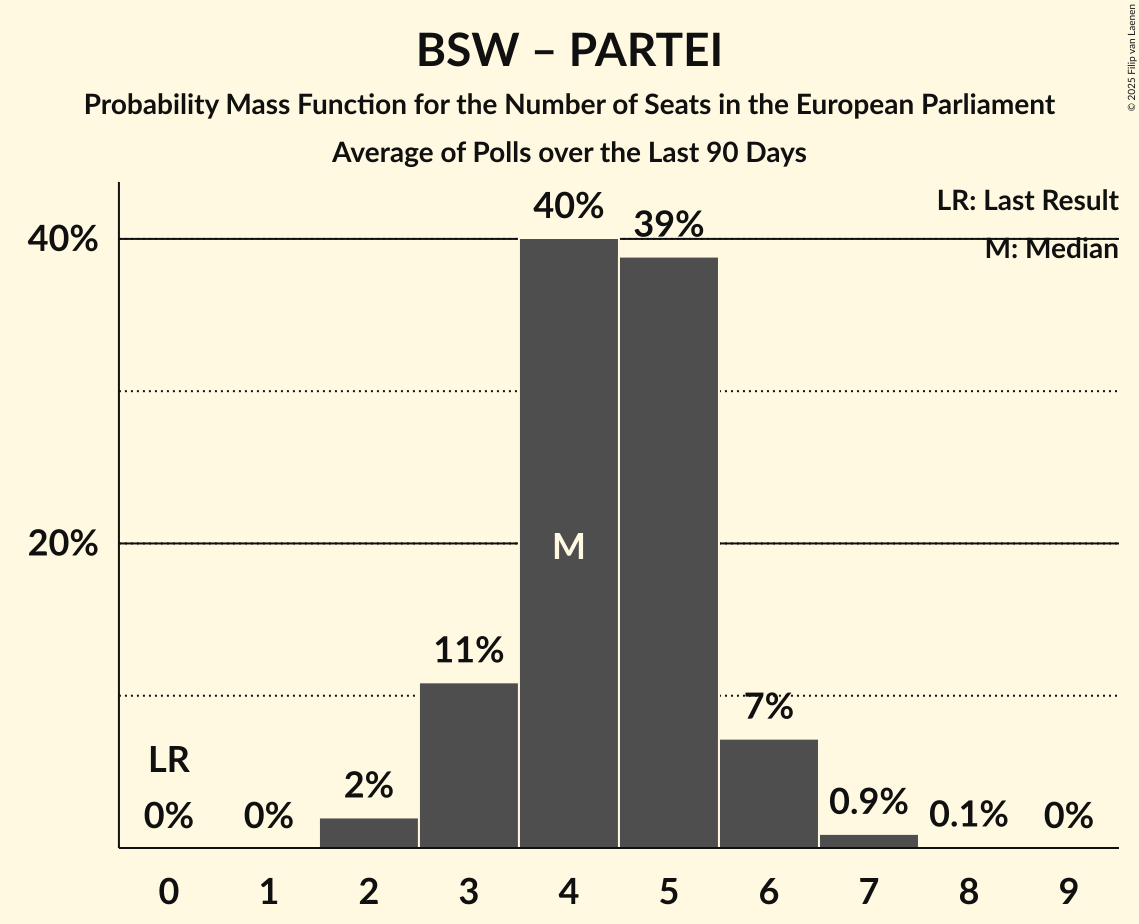 BSW – PARTEI
Probability Mass Function for the Number of Seats in the European Parliament
Average of Polls over the Last 90 Days
© 2025 Filip van Laenen
LR: Last Result
M: Median
40%
20%
LR
0%
0%
2%
11%
40%
M
39%
7%
0.9%
0.1%
0%
0 1 2 3 4 5 6 7 8 9